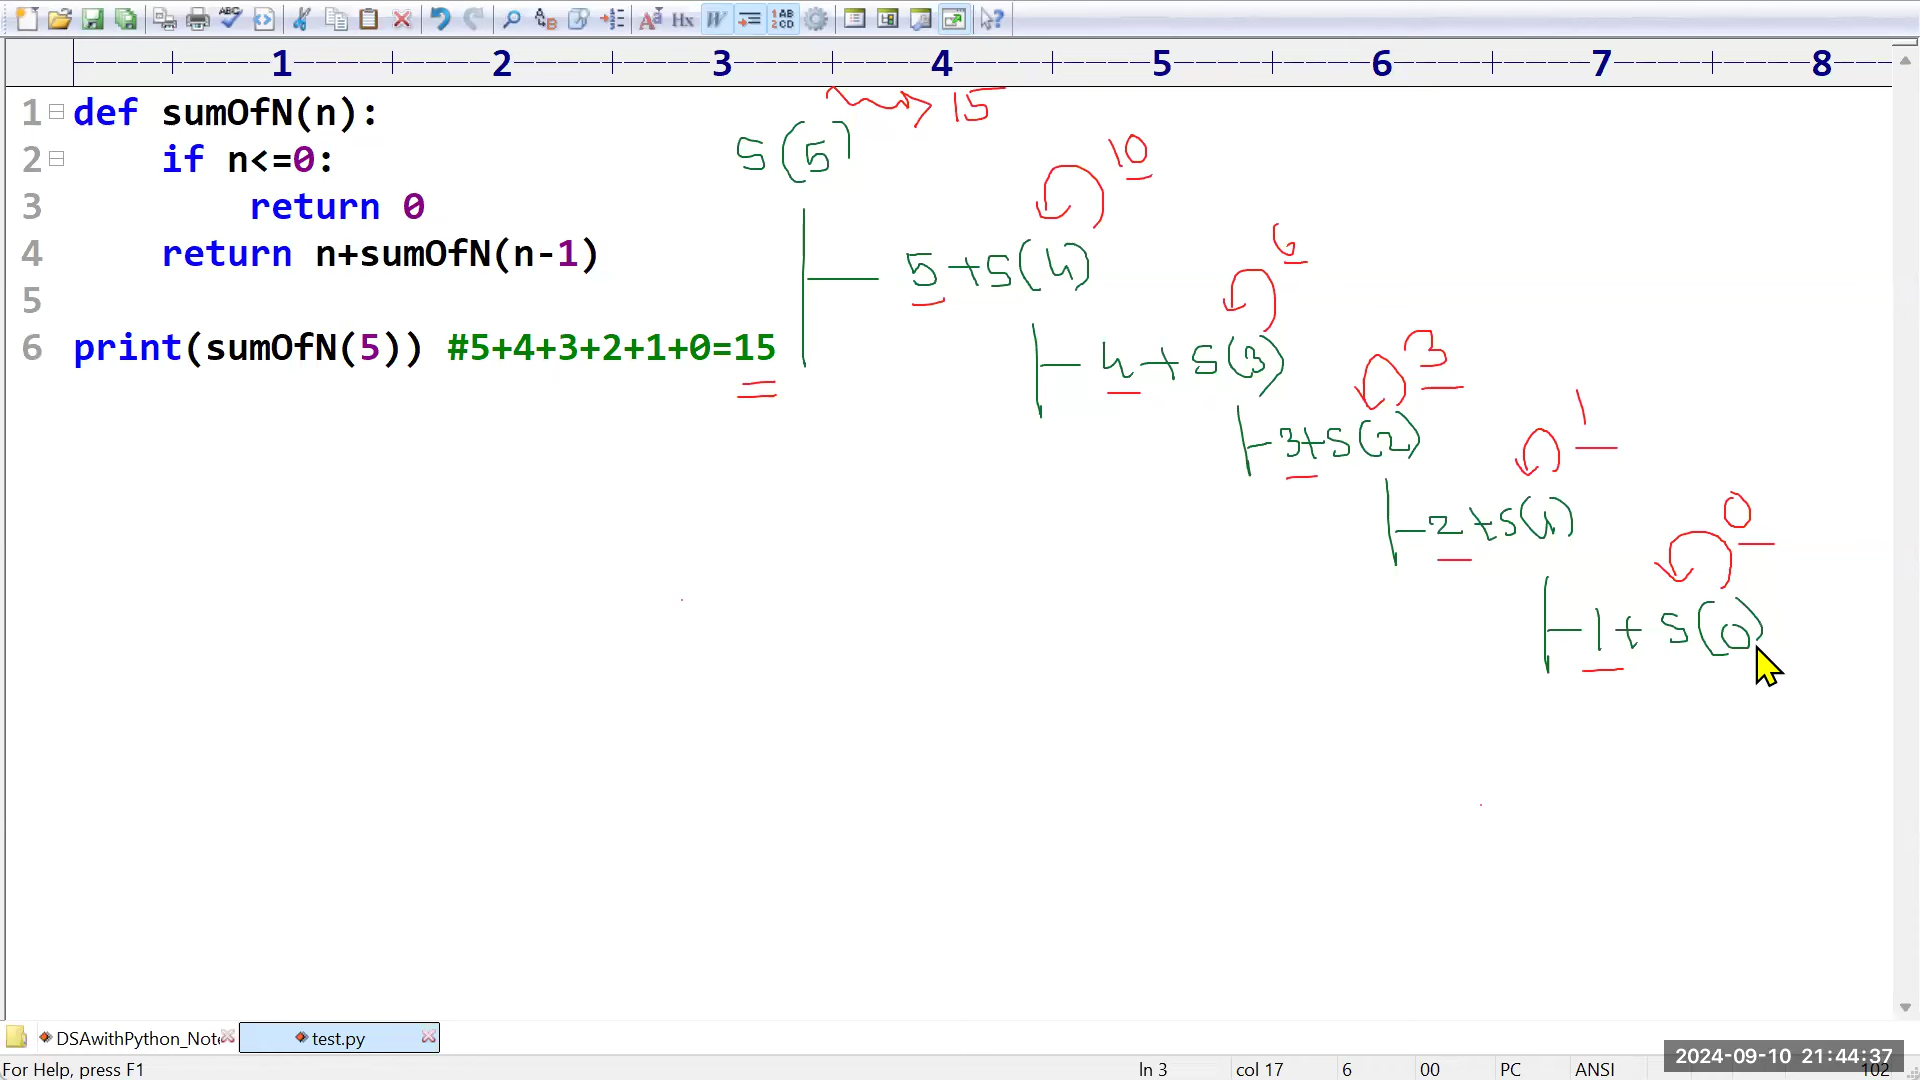 1 2 3 4 5 6 7 8
1 def sumOfN(n):
2 if n<=0:
3 return 0
4 return n+sumOfN(n-1)
5
6 print(sumOfN(5)) #5+4+3+2+1+0=15
15
S(5)
10
5+S(4)
6
4+S(3)
3
3+S(2)
1
2+S(1)
0
1+S(0)
DSAwithPython_Note
test.py
For Help, press F1
ln 3 col 17 6 00 PC ANSI
2024-09-10 21:44:37
102